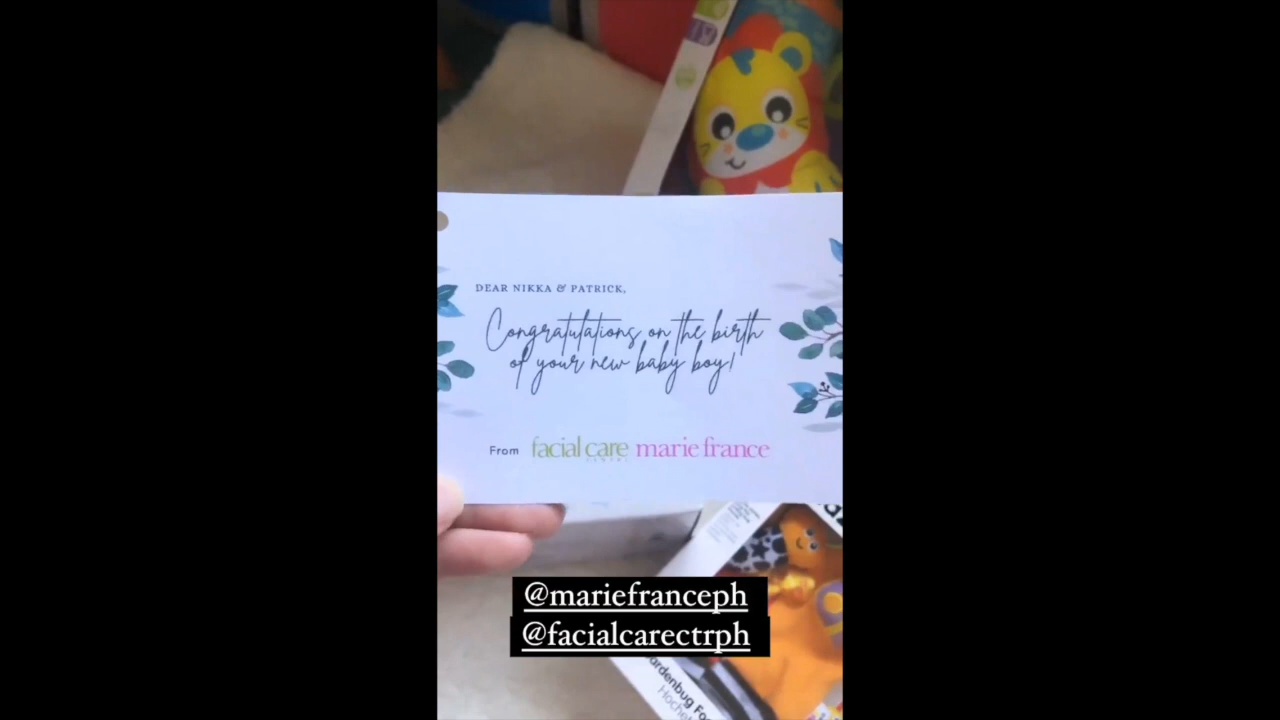 DEAR NIKKA & PATRICK,
Congratulations on the birth
of your new baby boy!
From facial care marie france
@mariefranceph
@facialcarectrph